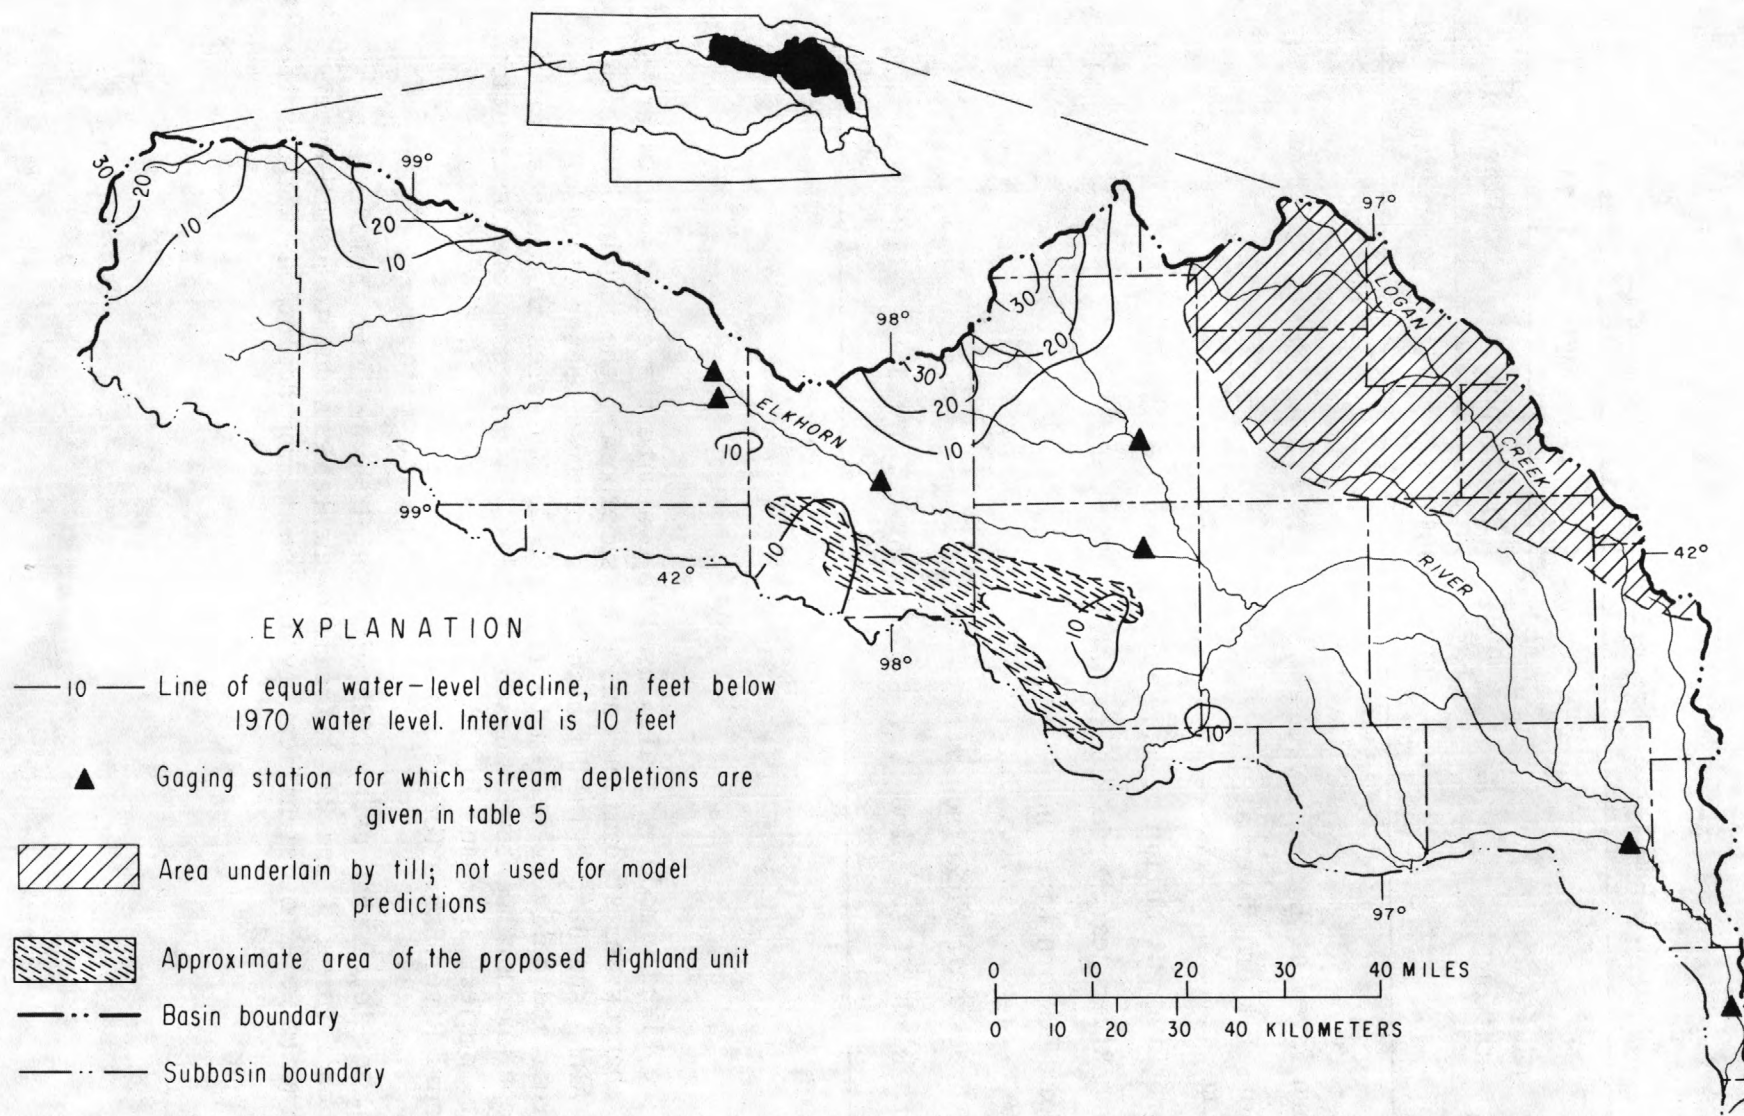 99°
30
20
10
20
10
97°
98°
30
20
10
30
20
LOGAN
CREEK
ELKHORN
10
99°
42°
10
RIVER
42°
10
98°
10
97°
EXPLANATION
10 Line of equal water-level decline, in feet below
1970 water level. Interval is 10 feet
Gaging station for which stream depletions are
given in table 5
Area underlain by till; not used for model
predictions
Approximate area of the proposed Highland unit
Basin boundary
Subbasin boundary
0 10 20 30 40 MILES
0 10 20 30 40 KILOMETERS